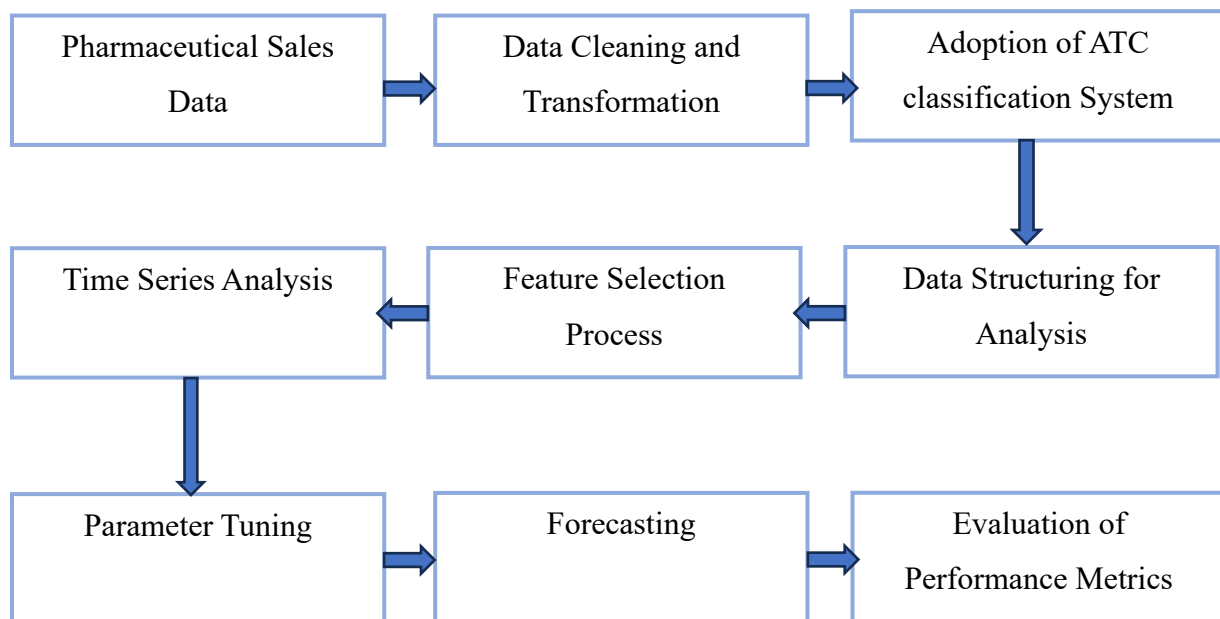 Pharmaceutical Sales
Data
Data Cleaning and
Transformation
Adoption of ATC
classification System
Time Series Analysis
Feature Selection
Process
Data Structuring for
Analysis
Parameter Tuning
Forecasting
Evaluation of
Performance Metrics